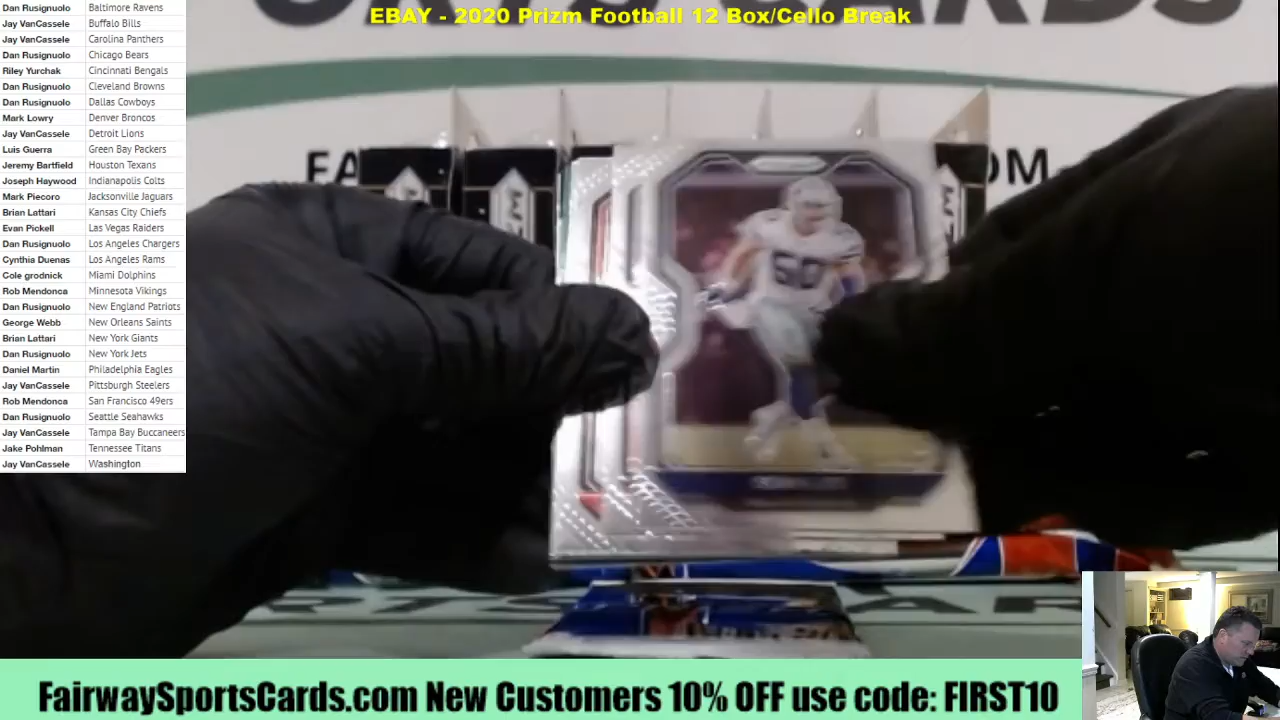 EBAY - 2020 Prizm Football 12 Box/Cello Break
Dan Rusignuolo Baltimore Ravens
Jay VanCassele Buffalo Bills
Jay VanCassele Carolina Panthers
Dan Rusignuolo Chicago Bears
Riley Yurchak Cincinnati Bengals
Dan Rusignuolo Cleveland Browns
Dan Rusignuolo Dallas Cowboys
Mark Lowry Denver Broncos
Jay VanCassele Detroit Lions
Luis Guerra Green Bay Packers
Jeremy Bartfield Houston Texans
Joseph Haywood Indianapolis Colts
Mark Piecoro Jacksonville Jaguars
Brian Lattari Kansas City Chiefs
Evan Pickell Las Vegas Raiders
Dan Rusignuolo Los Angeles Chargers
Cynthia Duenas Los Angeles Rams
Cole grodnick Miami Dolphins
Rob Mendonca Minnesota Vikings
Dan Rusignuolo New England Patriots
George Webb New Orleans Saints
Brian Lattari New York Giants
Dan Rusignuolo New York Jets
Daniel Martin Philadelphia Eagles
Jay VanCassele Pittsburgh Steelers
Rob Mendonca San Francisco 49ers
Dan Rusignuolo Seattle Seahawks
Jay VanCassele Tampa Bay Buccaneers
Jake Pohlman Tennessee Titans
Jay VanCassele Washington
FairwaySportsCards.com New Customers 10% OFF use code: FIRST10